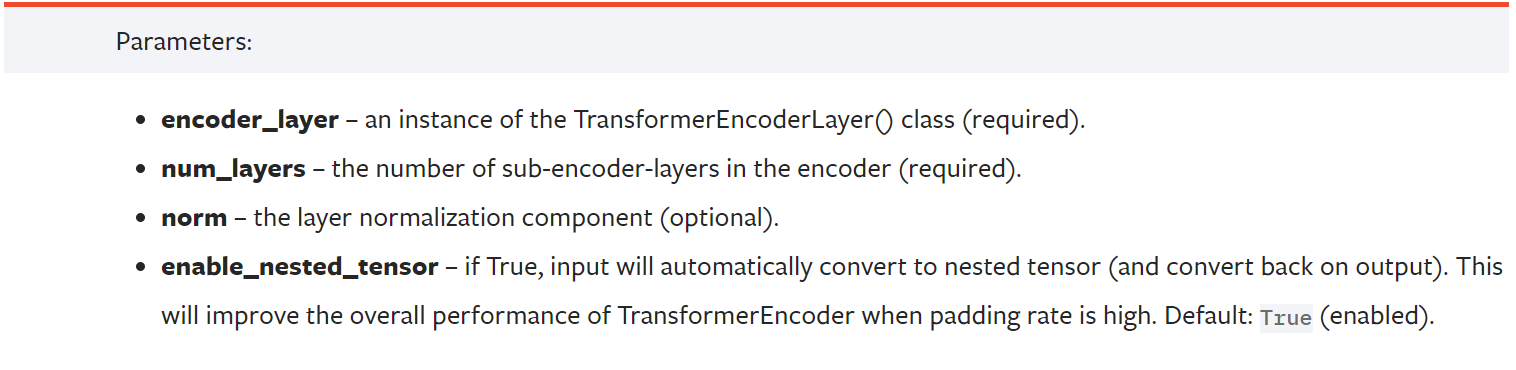 Parameters:
• encoder_layer – an instance of the TransformerEncoderLayer() class (required).
• num_layers – the number of sub-encoder-layers in the encoder (required).
• norm – the layer normalization component (optional).
• enable_nested_tensor – if True, input will automatically convert to nested tensor (and convert back on output). This
will improve the overall performance of TransformerEncoder when padding rate is high. Default: True (enabled).